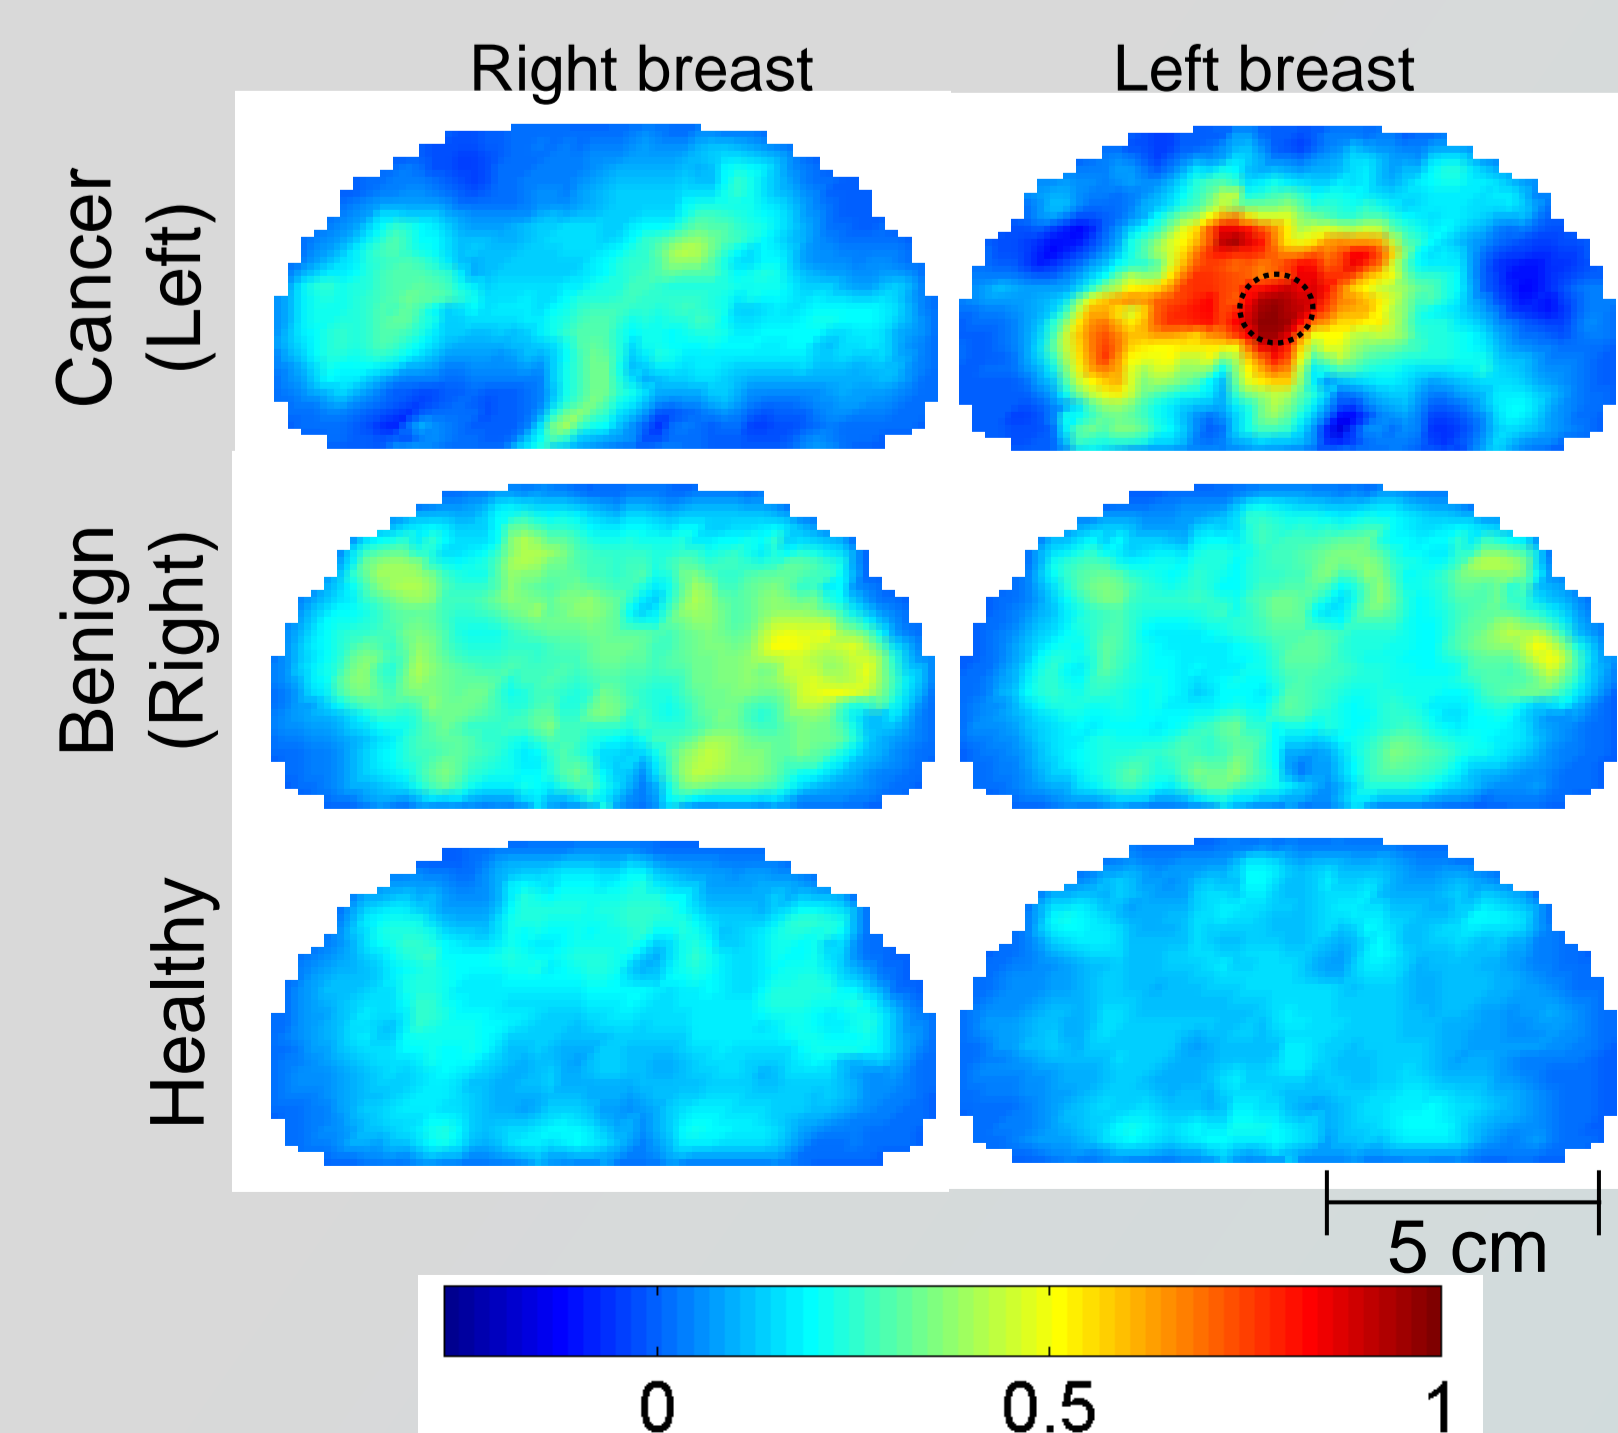 Right breast
Left breast
Cancer
(Left)
Benign
(Right)
Healthy
5 cm
0
0.5
1